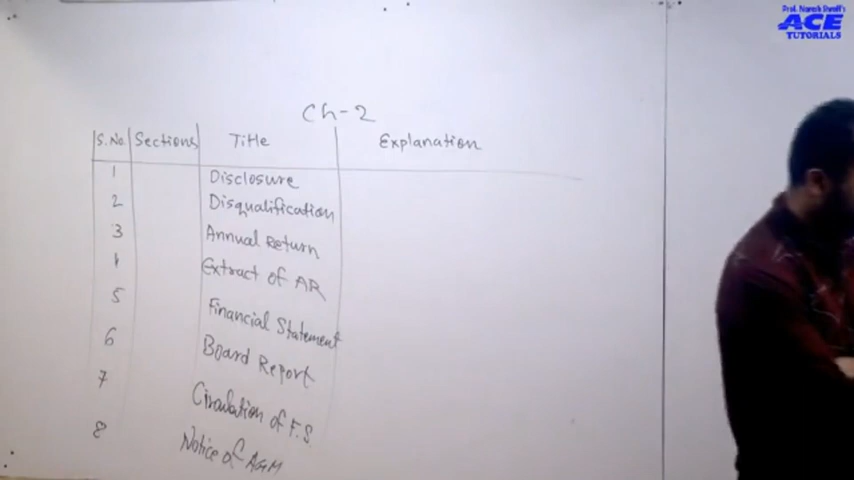 Prof. Naresh Shroff's
ACE
TUTORIALS
Ch-2
S.No. Sections Title Explanation
1 Disclosure
2 Disqualification
3 Annual Return
4 Extract of AR
5 Financial Statement
6 Board Report
7 Circulation of F.S
8 Notice of AGM